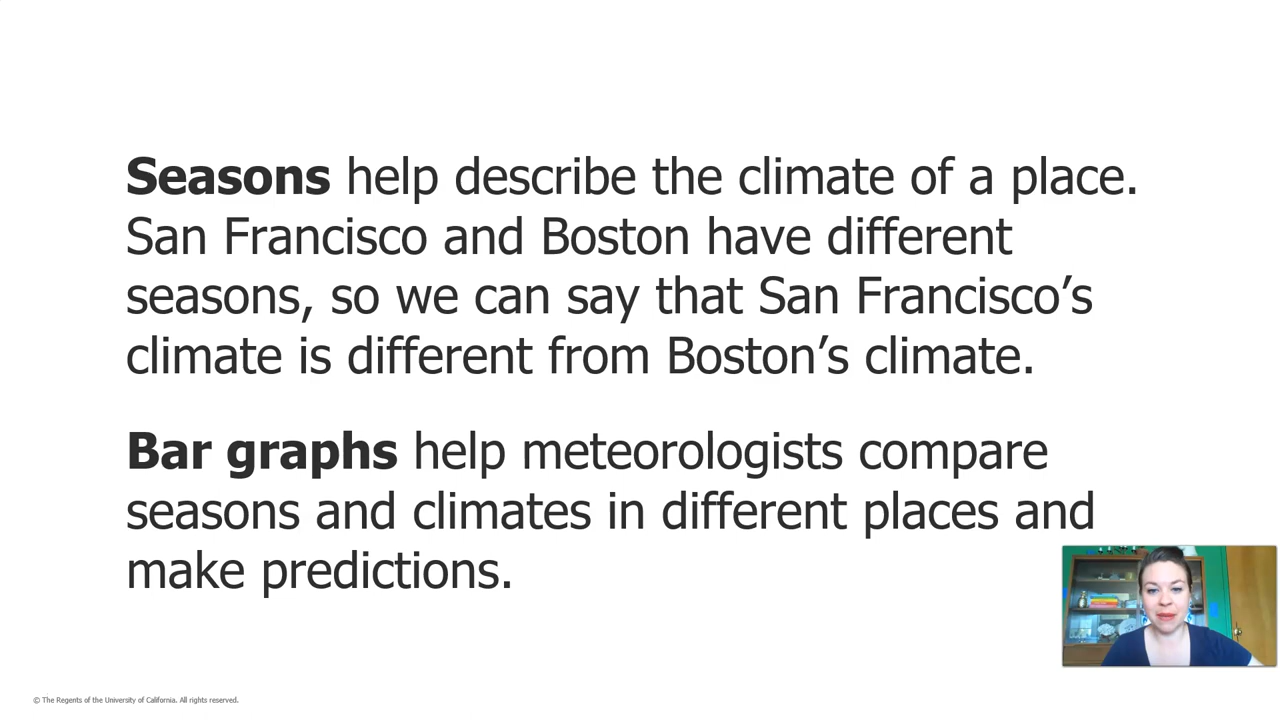 Seasons help describe the climate of a place.
San Francisco and Boston have different
seasons, so we can say that San Francisco’s
climate is different from Boston’s climate.
Bar graphs help meteorologists compare
seasons and climates in different places and
make predictions.
© The Regents of the University of California. All rights reserved.